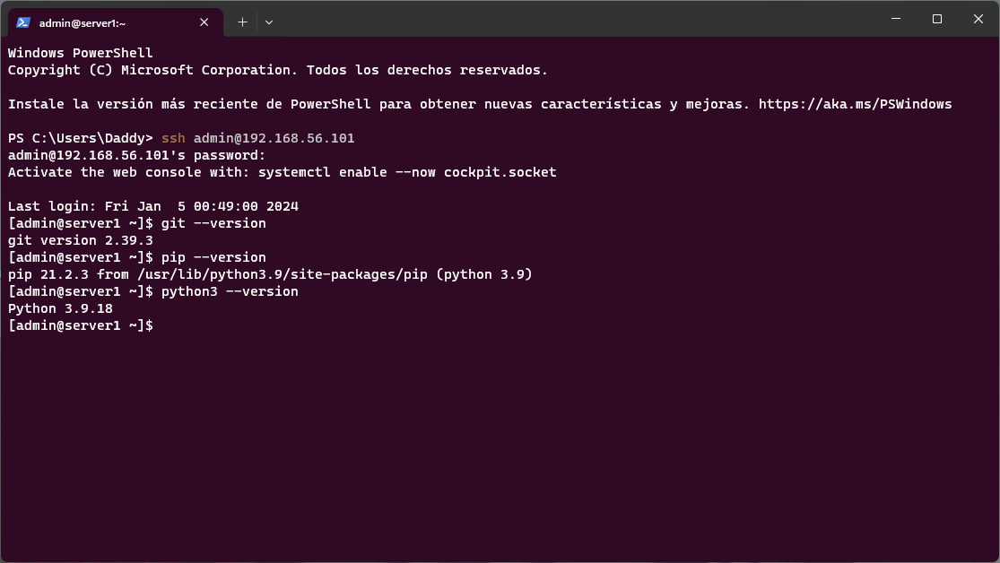 admin@server1:~
Windows PowerShell
Copyright (C) Microsoft Corporation. Todos los derechos reservados.
Instale la versión más reciente de PowerShell para obtener nuevas características y mejoras. https://aka.ms/PSWindows
PS C:\Users\Daddy> ssh admin@192.168.56.101
admin@192.168.56.101's password:
Activate the web console with: systemctl enable --now cockpit.socket
Last login: Fri Jan  5 00:49:00 2024
[admin@server1 ~]$ git --version
git version 2.39.3
[admin@server1 ~]$ pip --version
pip 21.2.3 from /usr/lib/python3.9/site-packages/pip (python 3.9)
[admin@server1 ~]$ python3 --version
Python 3.9.18
[admin@server1 ~]$